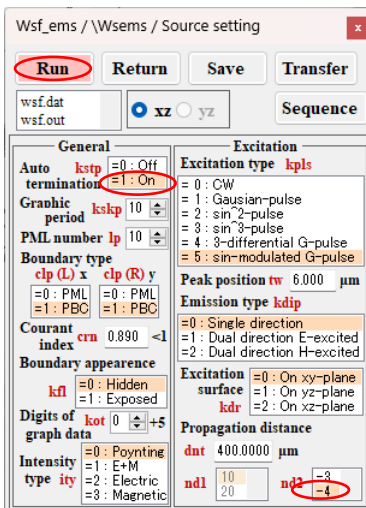 Wsf_ems / \Wsems / Source setting x
Run Return Save Transfer
wsf.dat
wsf.out
xz yz
Sequence
General
Auto termination kstp
=0 : Off
=1 : On
Graphic period kskp 10
PML number lp 10
Boundary type
clp (L) x clp (R) y
=0 : PML =0 : PML
=1 : PBC =1 : PBC
Courant index crn 0.890 <1
Boundary appearence
kfl
=0 : Hidden
=1 : Exposed
Digits of graph data kot 0 +5
Intensity type ity
=0 : Poynting
=1 : E+M
=2 : Electric
=3 : Magnetic
Excitation
Excitation type kpls
= 0 : CW
= 1 : Gausian-pulse
= 2 : sin^2-pulse
= 3 : sin^3-pulse
= 4 : 3-differential G-pulse
= 5 : sin-modulated G-pulse
Peak position tw 6.000 μm
Emission type kdip
=0 : Single direction
=1 : Dual direction E-excited
=2 : Dual direction H-excited
Excitation surface kdr
=0 : On xy-plane
=1 : On yz-plane
=2 : On xz-plane
Propagation distance
dnt 400.0000 μm
nd1
10
20
nd2
-3
-4